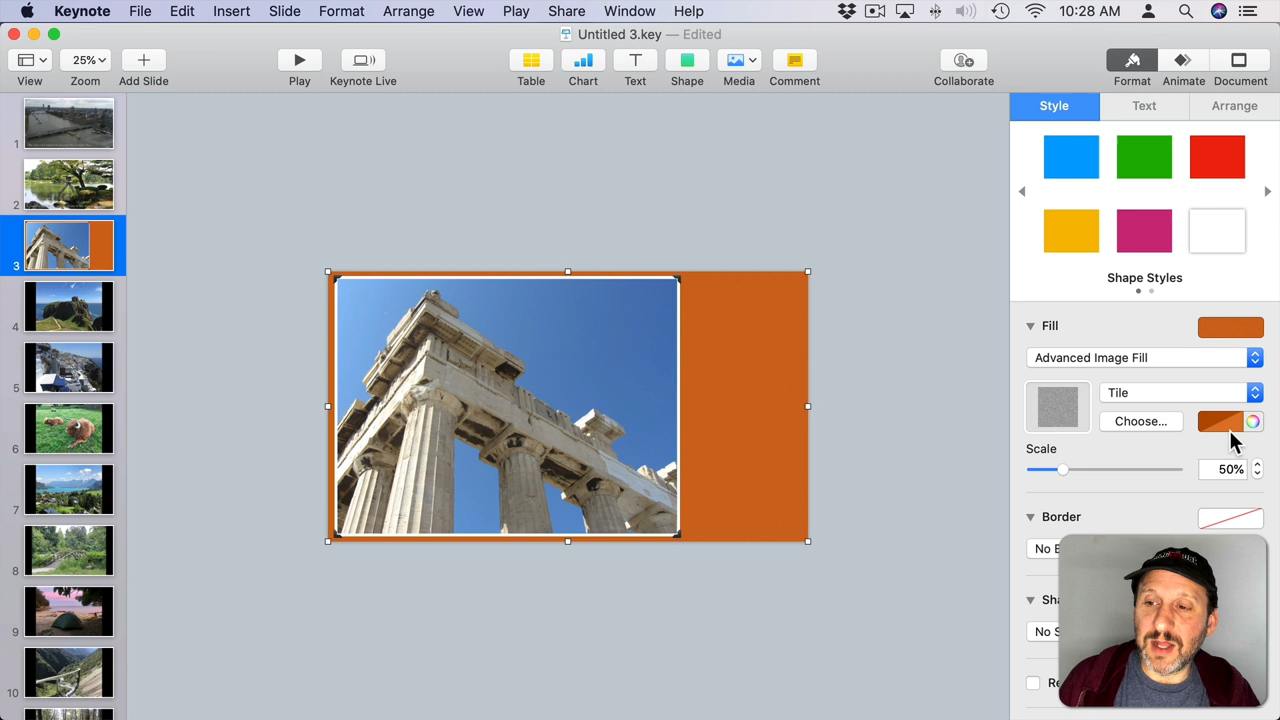 Keynote File Edit Insert Slide Format Arrange View Play Share Window Help 10:28 AM
Untitled 3.key — Edited
25%
View Zoom Add Slide Play Keynote Live Table Chart Text Shape Media Comment Collaborate Format Animate Document
Style Text Arrange
1
2
3
4
5
6
7
8
9
10
Shape Styles
Fill
Advanced Image Fill
Tile
Choose...
Scale
50%
Border
No
No S